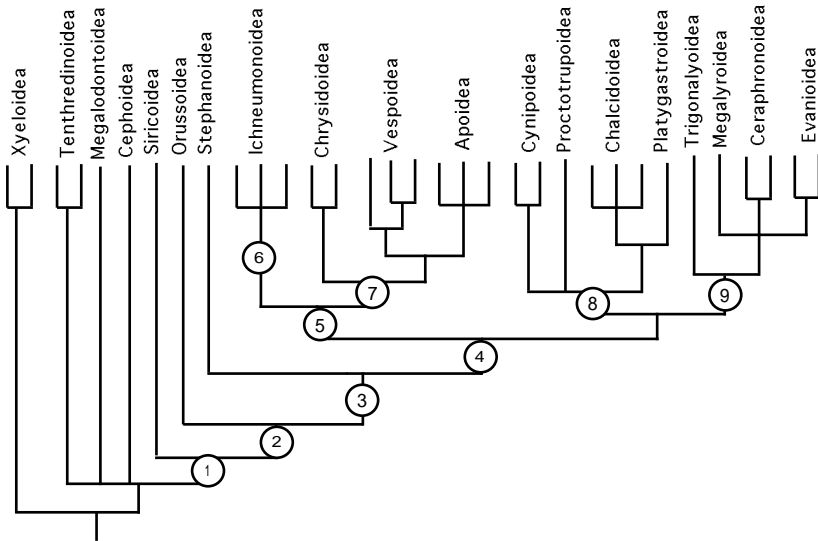 Xyeloidea
Tenthredinoidea
Megalodontoidea
Cephoidea
Siricoidea
Orussoidea
Stephanoidea
Ichneumonoidea
Chrysidoidea
Vespoidea
Apoidea
Cynipoidea
Proctotrupoidea
Chalcidoidea
Platygastroidea
Trigonalyoidea
Megalyroidea
Ceraphronoidea
Evanioidea
6
7
8
9
5
4
3
2
1